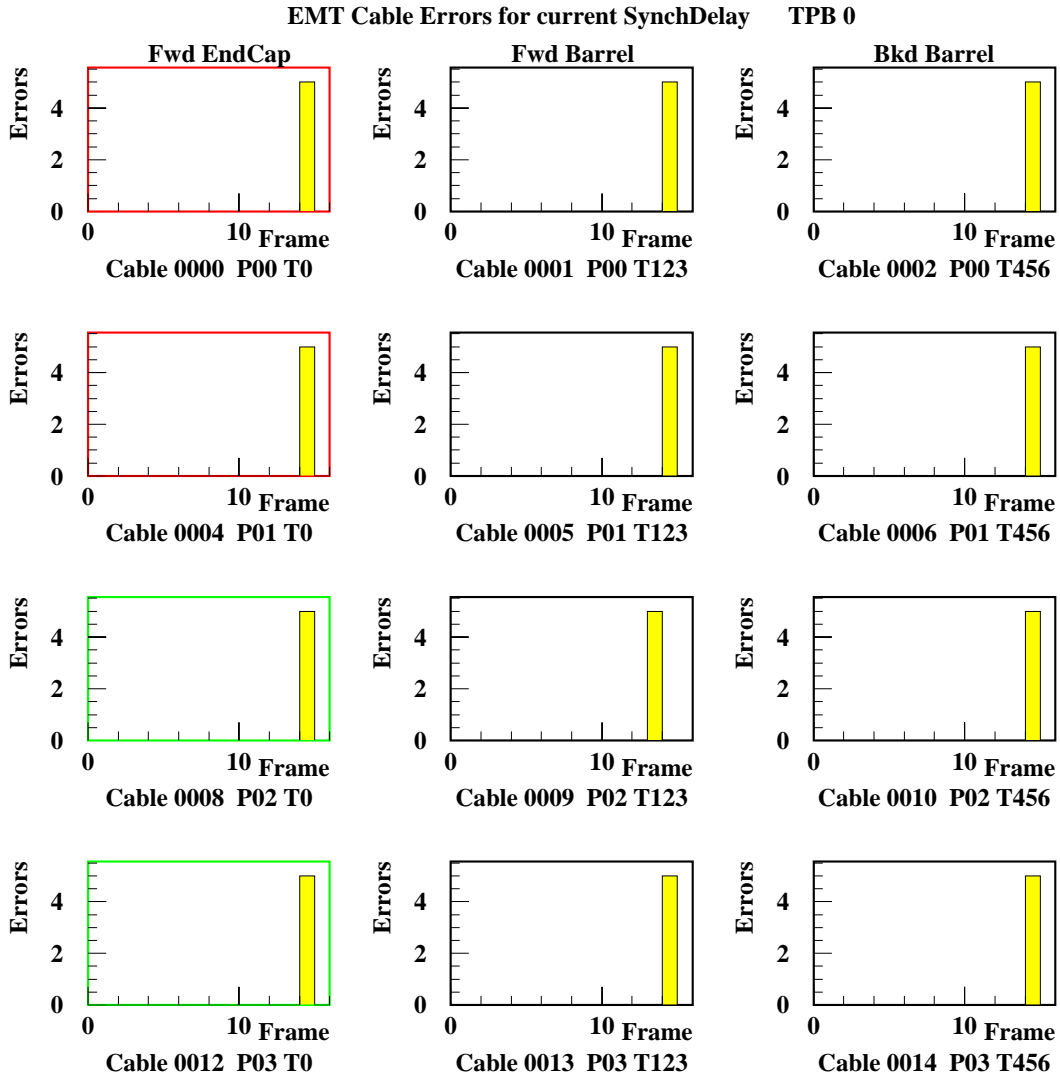 EMT Cable Errors for current SynchDelay TPB 0
Fwd EndCap
Errors
4
2
0
0
10
Frame
Cable 0000 P00 T0
Fwd Barrel
Errors
4
2
0
0
10
Frame
Cable 0001 P00 T123
Bkd Barrel
Errors
4
2
0
0
10
Frame
Cable 0002 P00 T456
Errors
4
2
0
0
10
Frame
Cable 0004 P01 T0
Errors
4
2
0
0
10
Frame
Cable 0005 P01 T123
Errors
4
2
0
0
10
Frame
Cable 0006 P01 T456
Errors
4
2
0
0
10
Frame
Cable 0008 P02 T0
Errors
4
2
0
0
10
Frame
Cable 0009 P02 T123
Errors
4
2
0
0
10
Frame
Cable 0010 P02 T456
Errors
4
2
0
0
10
Frame
Cable 0012 P03 T0
Errors
4
2
0
0
10
Frame
Cable 0013 P03 T123
Errors
4
2
0
0
10
Frame
Cable 0014 P03 T456